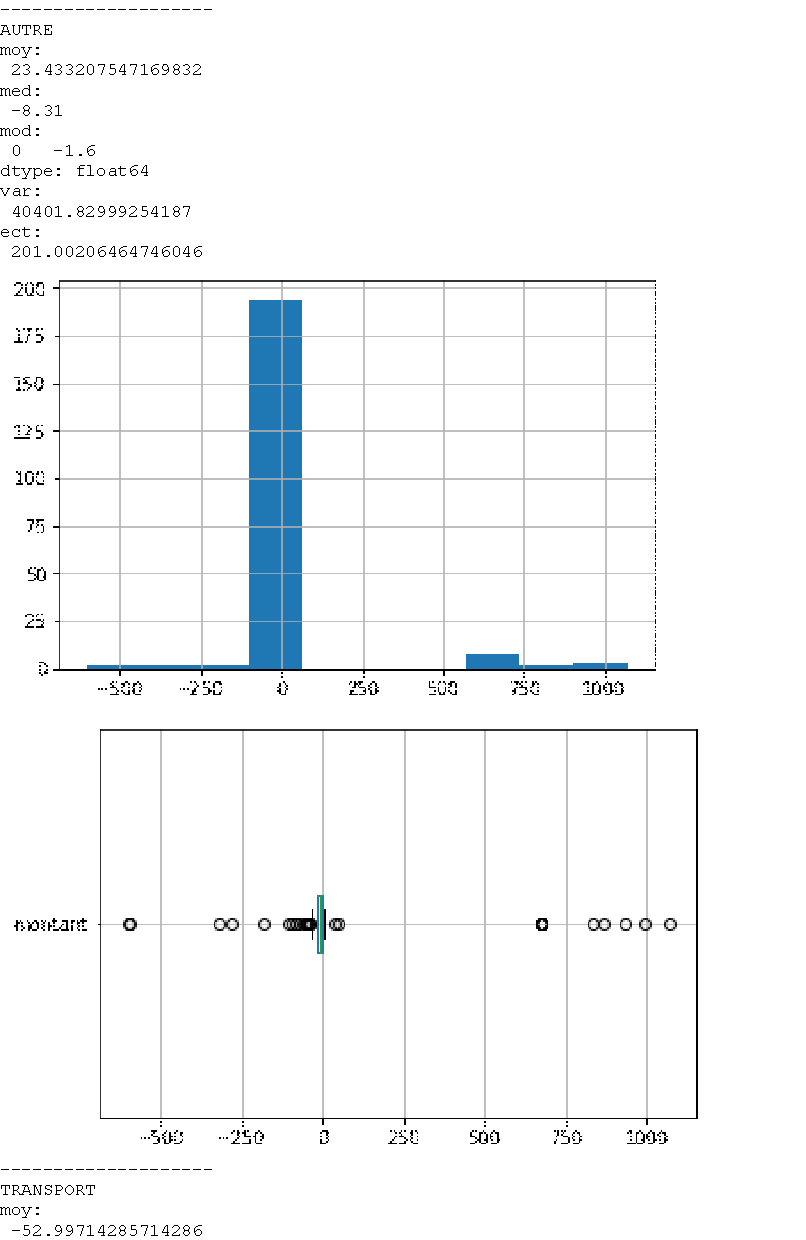 --------------------
AUTRE
moy:
 23.433207547169832
med:
 -8.31
mod:
 0   -1.6
dtype: float64
var:
 40401.82999254187
ect:
 201.00206464746046
200
175
150
125
100
75
50
25
0
-500 -250 0 250 500 750 1000
montant
-500 -250 0 250 500 750 1000
--------------------
TRANSPORT
moy:
 -52.99714285714286